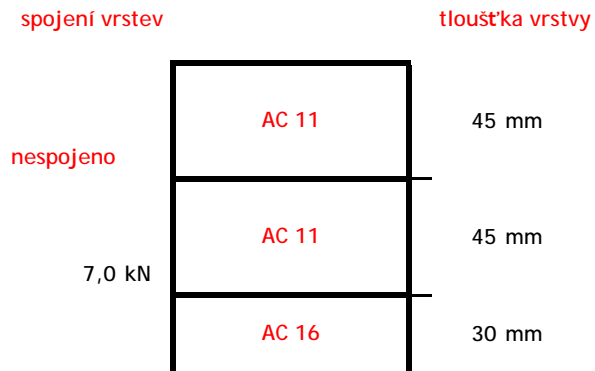 spojení vrstev tloušťka vrstvy
AC 11 45 mm
nespojeno
AC 11 45 mm
7,0 kN
AC 16 30 mm